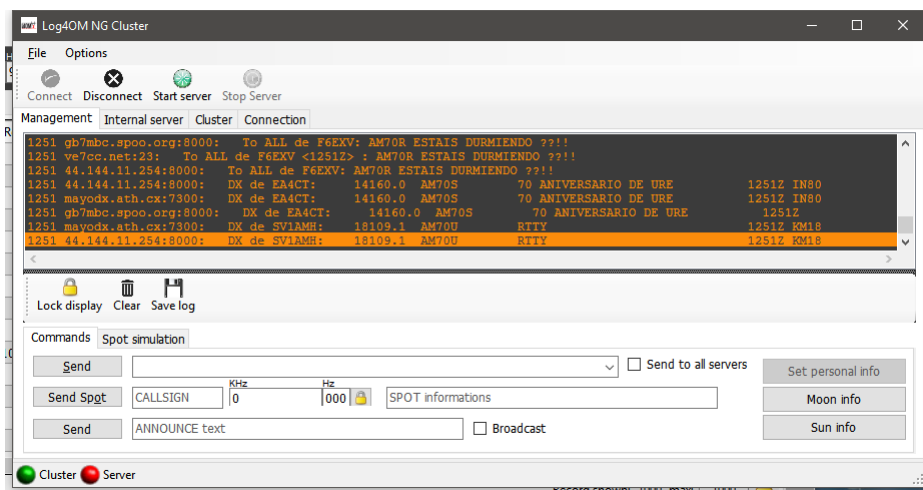 Log4OM NG Cluster
File Options
Connect Disconnect Start server Stop Server
Management Internal server Cluster Connection
1251 gb7mbc.spoo.org:8000: To ALL de F6EXV: AM70R ESTAIS DURMIENDO ??!!
1251 ve7cc.net:23: To ALL de F6EXV <1251Z> : AM70R ESTAIS DURMIENDO ??!!
1251 44.144.11.254:8000: To ALL de F6EXV: AM70R ESTAIS DURMIENDO ??!!
1251 44.144.11.254:8000: DX de EA4CT: 14160.0 AM70S 70 ANIVERSARIO DE URE 1251Z IN80
1251 mayodx.ath.cx:7300: DX de EA4CT: 14160.0 AM70S 70 ANIVERSARIO DE URE 1251Z IN80
1251 gb7mbc.spoo.org:8000: DX de EA4CT: 14160.0 AM70S 70 ANIVERSARIO DE URE 1251Z
1251 mayodx.ath.cx:7300: DX de SV1AMH: 18109.1 AM70U RTTY 1251Z KM18
1251 44.144.11.254:8000: DX de SV1AMH: 18109.1 AM70U RTTY 1251Z KM18
Lock display Clear Save log
Commands Spot simulation
Send Send to all servers Set personal info
KHz Hz
Send Spot CALLSIGN 0 000 SPOT informations Moon info
Send ANNOUNCE text Broadcast Sun info
Cluster Server